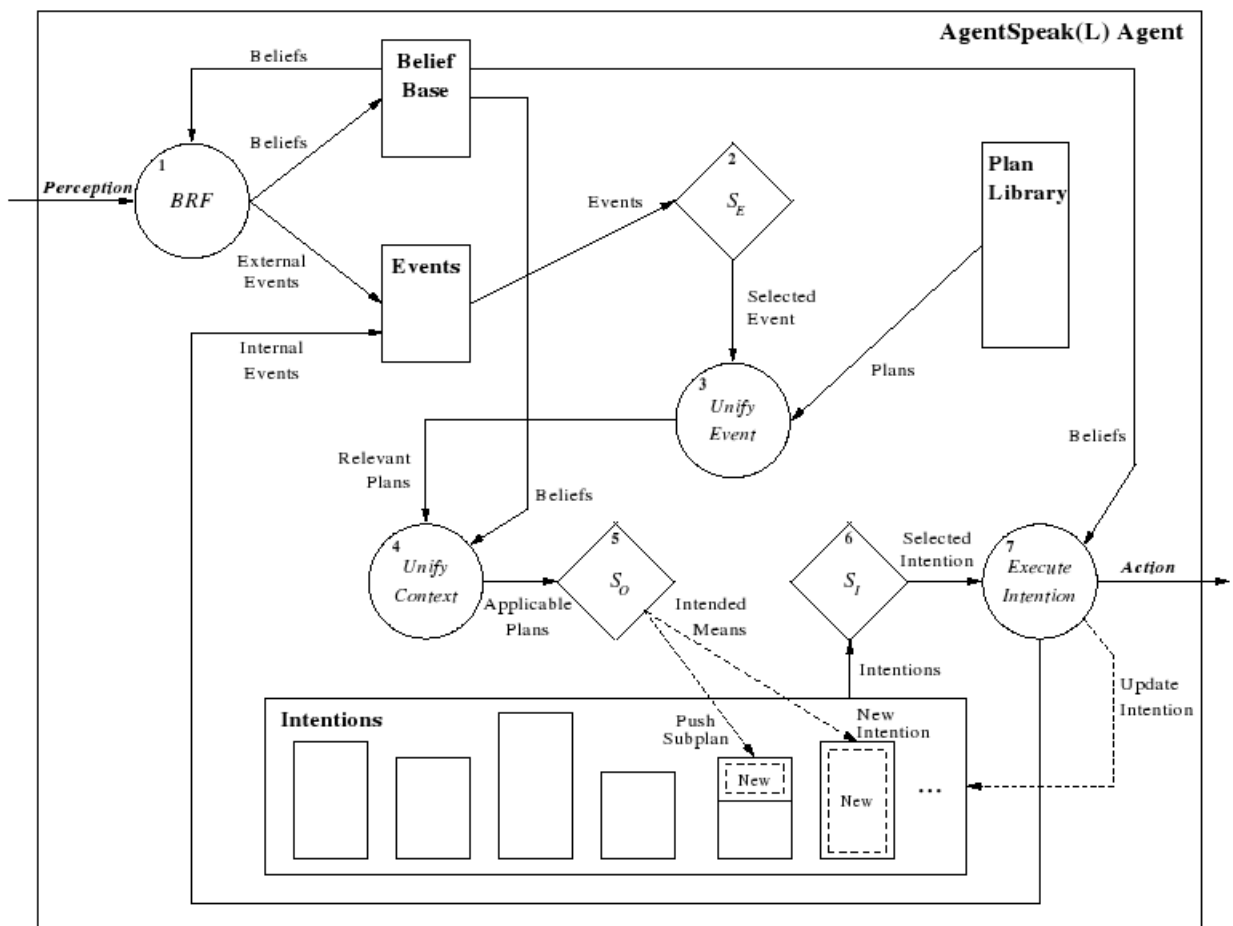 AgentSpeak(L) Agent
Beliefs
Belief
Base
Beliefs
1
BRF
Perception
2
S_E
Plan
Library
Events
External
Events
Events
Selected
Event
Internal
Events
Plans
3
Unify
Event
Beliefs
Relevant
Plans
Beliefs
4
Unify
Context
5
S_O
6
S_I
Selected
Intention
7
Execute
Intention
Action
Applicable
Plans
Intended
Means
Intentions
Update
Intention
Intentions
Push
Subplan
New
Intention
New
New
...